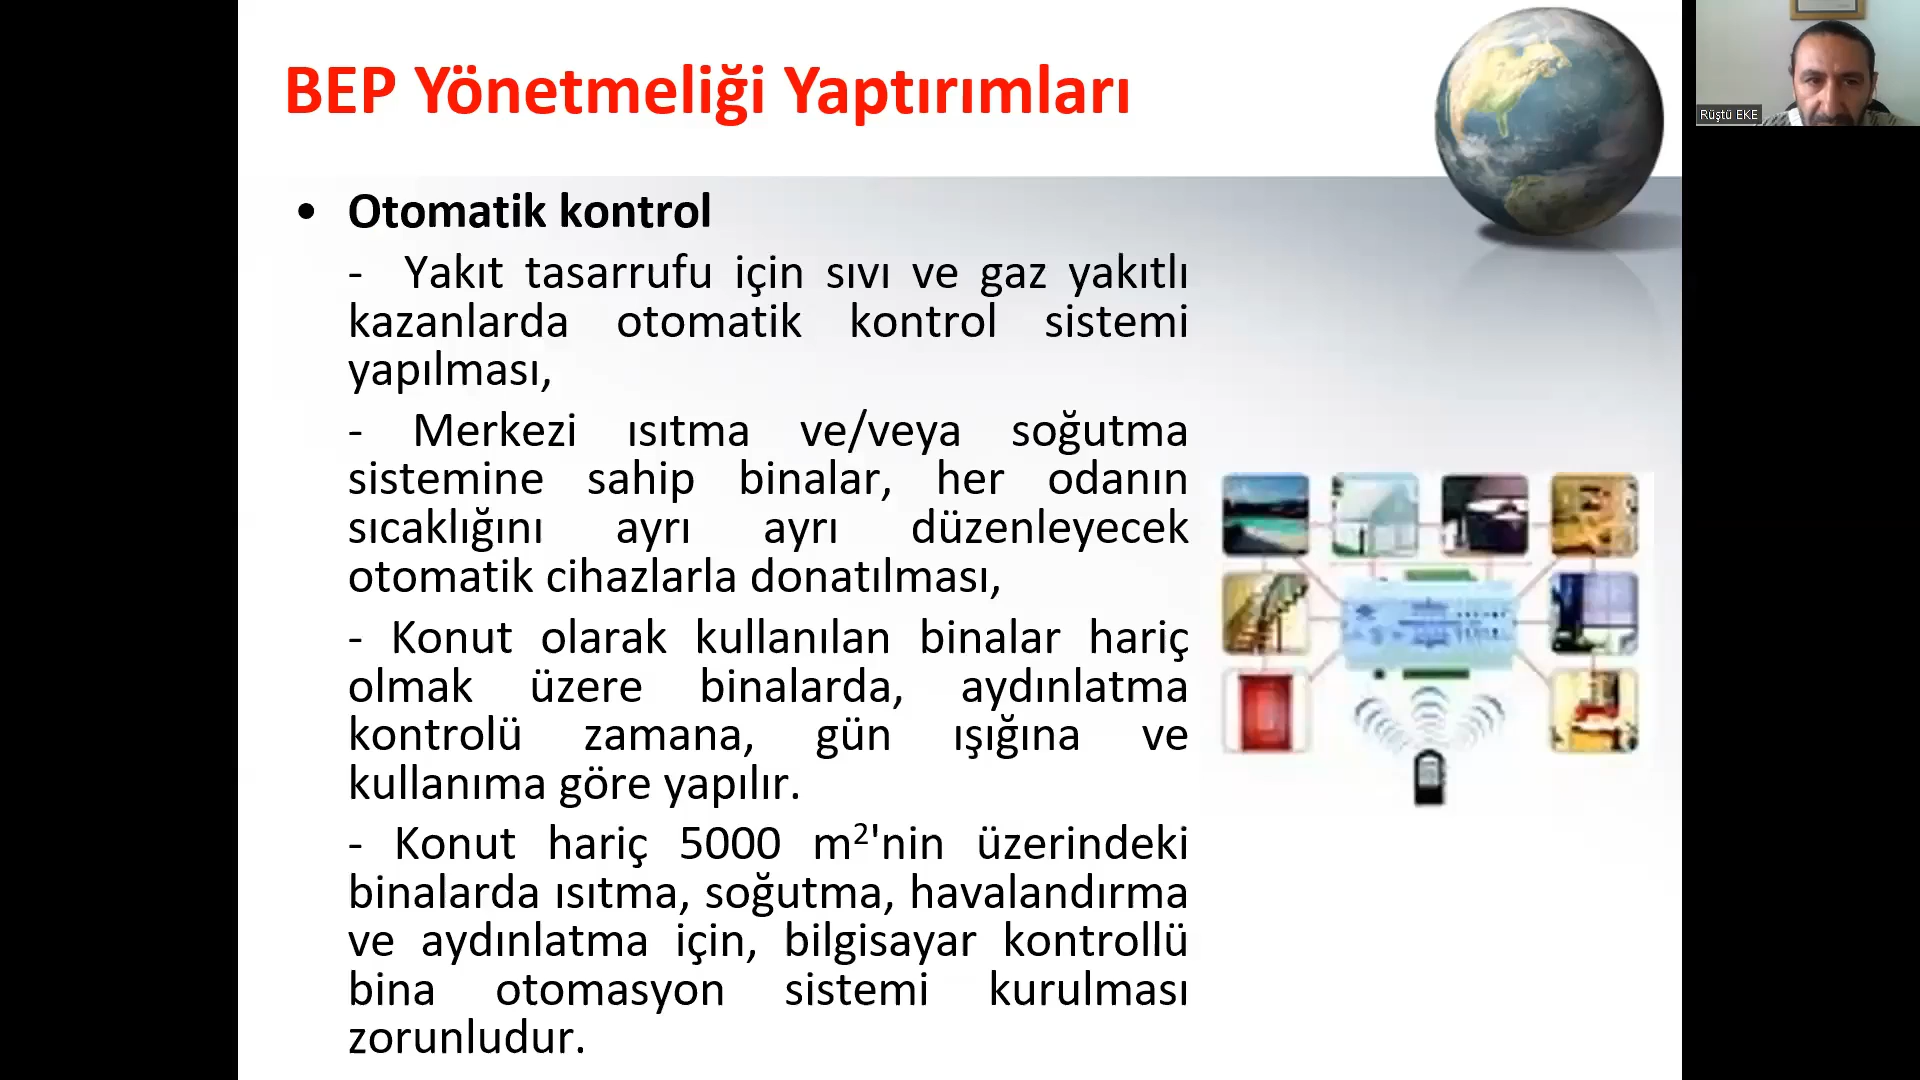 BEP Yönetmeliği Yaptırımları
Rüştü EKE
• Otomatik kontrol
- Yakıt tasarrufu için sıvı ve gaz yakıtlı
kazanlarda otomatik kontrol sistemi
yapılması,
- Merkezi ısıtma ve/veya soğutma
sistemine sahip binalar, her odanın
sıcaklığını ayrı ayrı düzenleyecek
otomatik cihazlarla donatılması,
- Konut olarak kullanılan binalar hariç
olmak üzere binalarda, aydınlatma
kontrolü zamana, gün ışığına ve
kullanıma göre yapılır.
- Konut hariç 5000 m²'nin üzerindeki
binalarda ısıtma, soğutma, havalandırma
ve aydınlatma için, bilgisayar kontrollü
bina otomasyon sistemi kurulması
zorunludur.